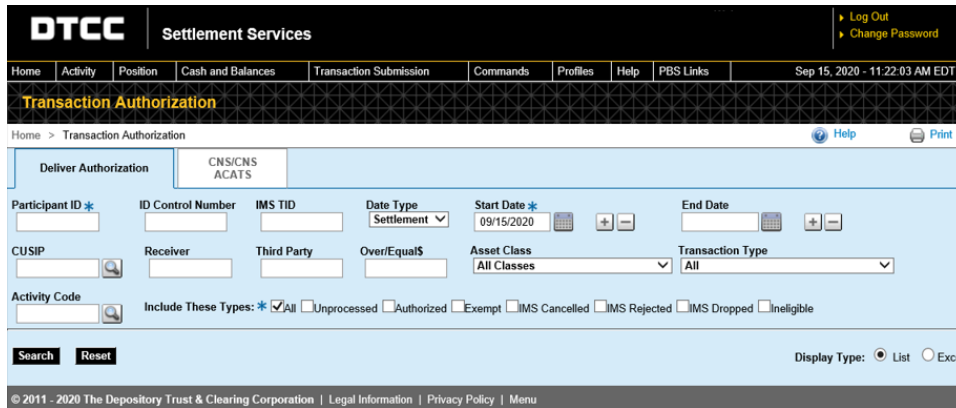 DTCC Settlement Services
Log Out
Change Password
Home Activity Position Cash and Balances Transaction Submission Commands Profiles Help PBS Links Sep 15, 2020 - 11:22:03 AM EDT
Transaction Authorization
Home > Transaction Authorization Help Print
Deliver Authorization
CNS/CNS
ACATS
Participant ID * ID Control Number IMS TID Date Type Start Date * End Date
Settlement 09/15/2020 + - + -
CUSIP Receiver Third Party Over/Equal$ Asset Class Transaction Type
All Classes All
Activity Code
Include These Types: * All Unprocessed Authorized Exempt IMS Cancelled IMS Rejected IMS Dropped Ineligible
Search Reset Display Type: List Exc
© 2011 - 2020 The Depository Trust & Clearing Corporation | Legal Information | Privacy Policy | Menu